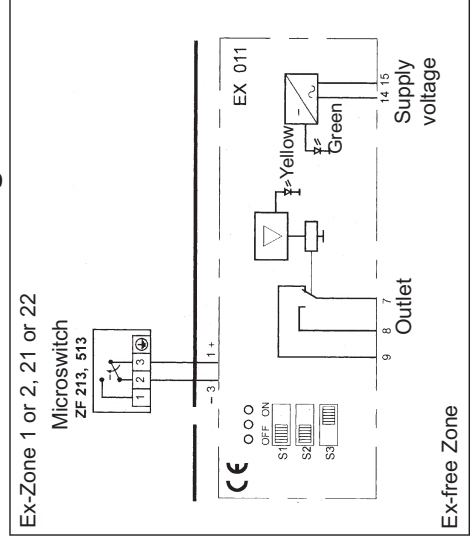 Ex-Zone 1 or 2, 21 or 22
Microswitch
ZF 213, 513
1 2 3
- 3 1 +
CE
OFF ON
S1
S2
S3
EX 011
Yellow
Green
- ~
9 8 7
Outlet
14 15
Supply
voltage
Ex-free Zone